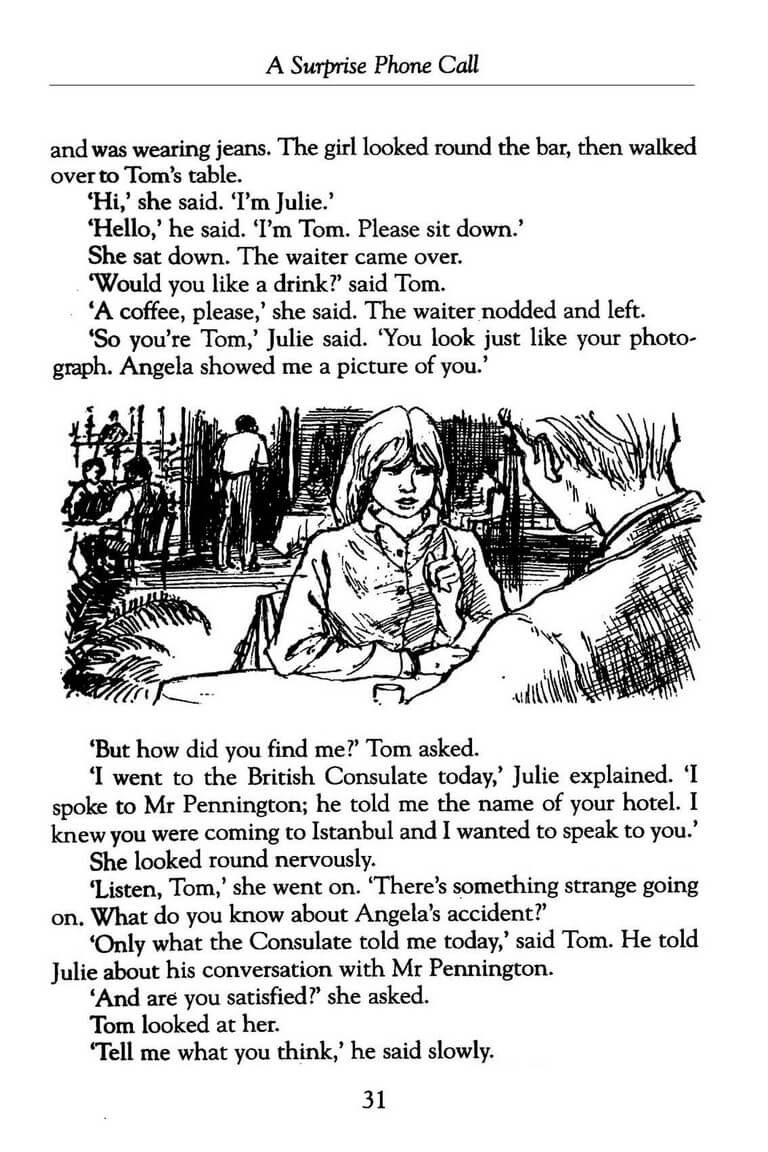 A Surprise Phone Call
and was wearing jeans. The girl looked round the bar, then walked
over to Tom's table.
‘Hi,’ she said. ‘I'm Julie.’
‘Hello,’ he said. ‘I'm Tom. Please sit down.’
She sat down. The waiter came over.
‘Would you like a drink?’ said Tom.
‘A coffee, please,’ she said. The waiter nodded and left.
‘So you're Tom,’ Julie said. ‘You look just like your photo-
graph. Angela showed me a picture of you.’
‘But how did you find me?’ Tom asked.
‘I went to the British Consulate today,’ Julie explained. ‘I
spoke to Mr Pennington; he told me the name of your hotel. I
knew you were coming to Istanbul and I wanted to speak to you.’
She looked round nervously.
‘Listen, Tom,’ she went on. ‘There's something strange going
on. What do you know about Angela's accident?’
‘Only what the Consulate told me today,’ said Tom. He told
Julie about his conversation with Mr Pennington.
‘And are you satisfied?’ she asked.
Tom looked at her.
‘Tell me what you think,’ he said slowly.
31